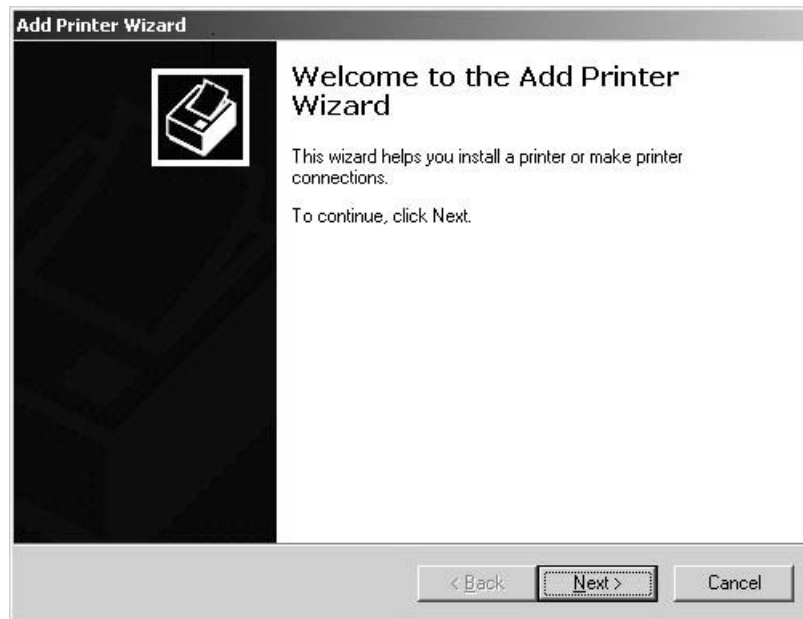 Add Printer Wizard
Welcome to the Add Printer
Wizard
This wizard helps you install a printer or make printer
connections.
To continue, click Next.
< Back
Next >
Cancel